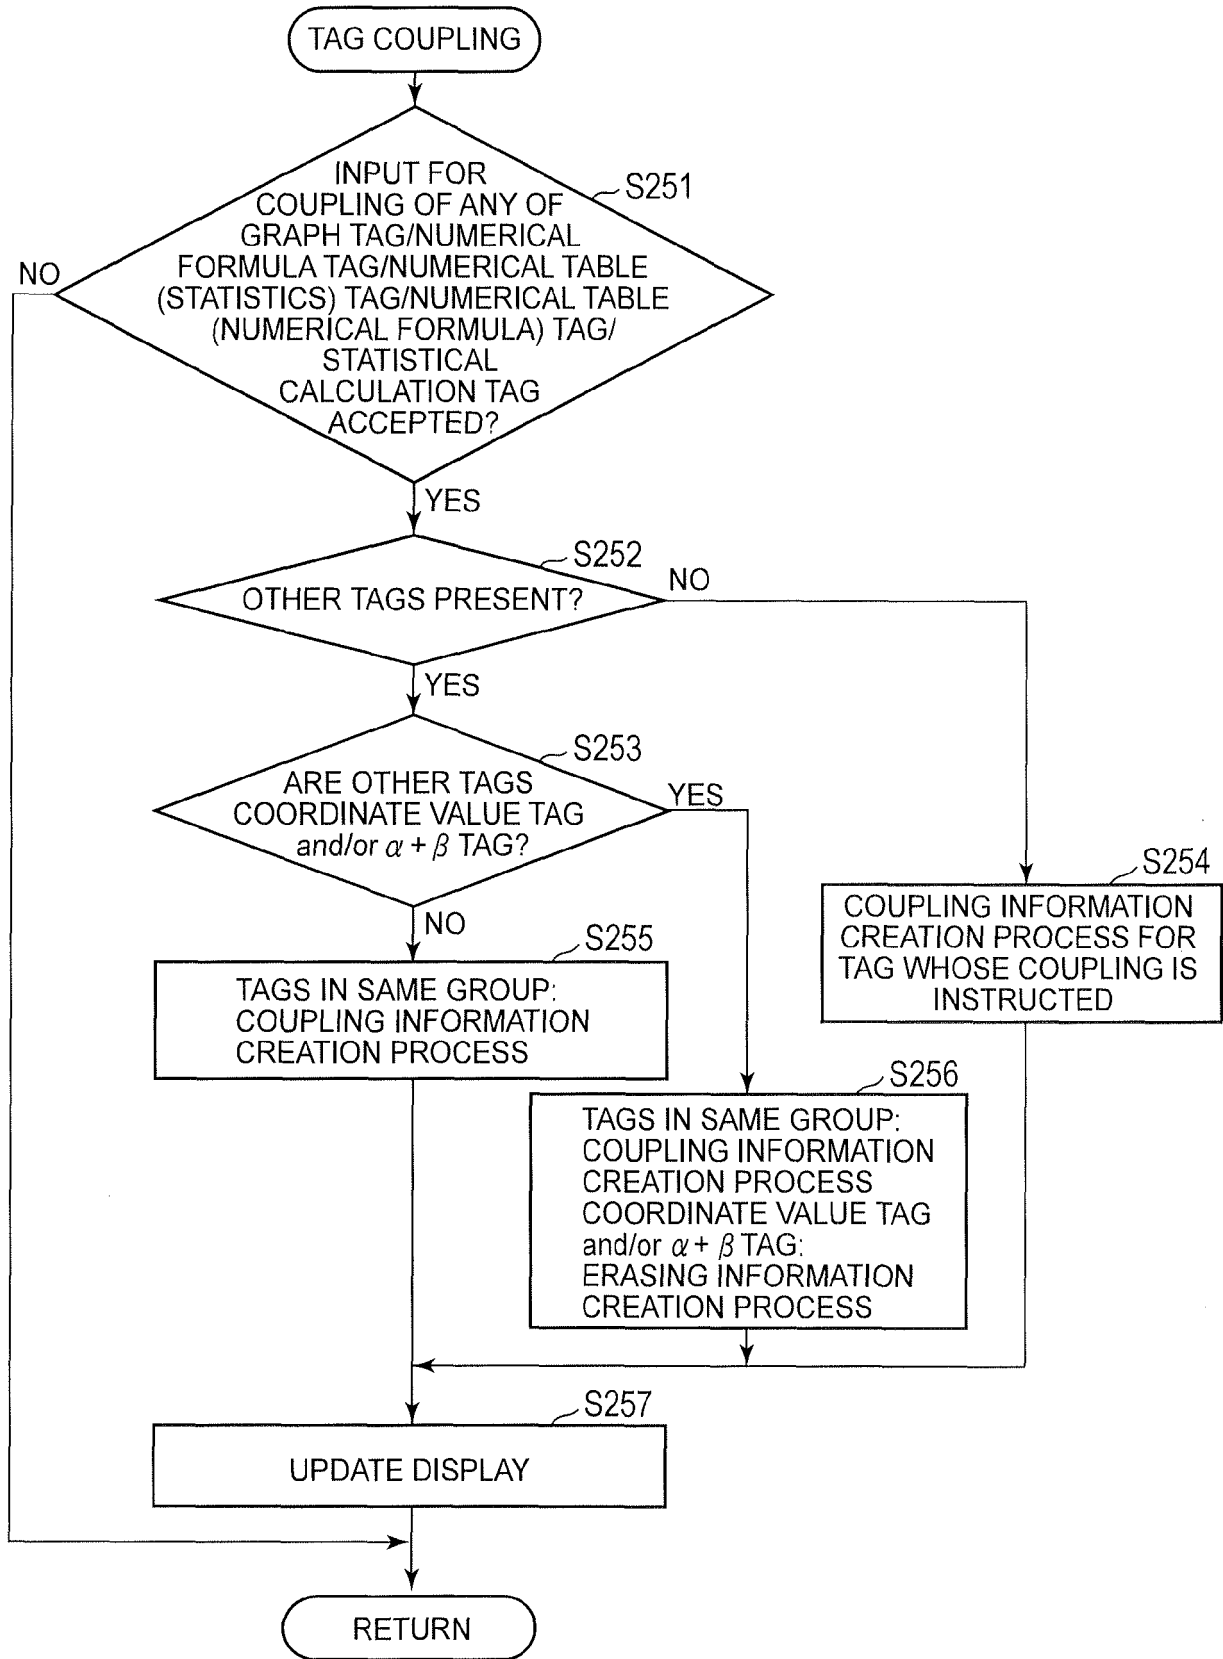 TAG COUPLING
INPUT FOR
COUPLING OF ANY OF
GRAPH TAG/NUMERICAL
FORMULA TAG/NUMERICAL TABLE
(STATISTICS) TAG/NUMERICAL TABLE
(NUMERICAL FORMULA) TAG/
STATISTICAL
CALCULATION TAG
ACCEPTED?
S251
NO
YES
S252
OTHER TAGS PRESENT?
NO
YES
S253
ARE OTHER TAGS
COORDINATE VALUE TAG
and/or α + β TAG?
YES
NO
S254
COUPLING INFORMATION
CREATION PROCESS FOR
TAG WHOSE COUPLING IS
INSTRUCTED
S255
TAGS IN SAME GROUP:
COUPLING INFORMATION
CREATION PROCESS
S256
TAGS IN SAME GROUP:
COUPLING INFORMATION
CREATION PROCESS
COORDINATE VALUE TAG
and/or α + β TAG:
ERASING INFORMATION
CREATION PROCESS
S257
UPDATE DISPLAY
RETURN